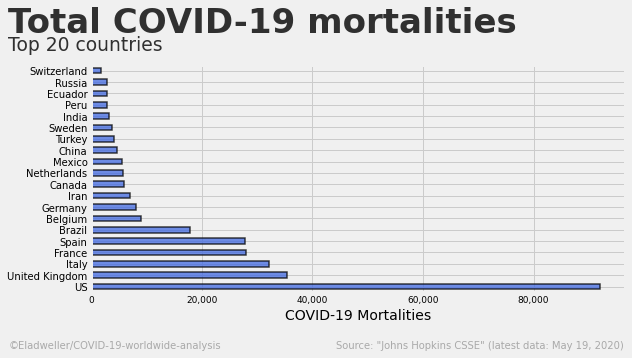 Total COVID-19 mortalities
Top 20 countries
Switzerland
Russia
Ecuador
Peru
India
Sweden
Turkey
China
Mexico
Netherlands
Canada
Iran
Germany
Belgium
Brazil
Spain
France
Italy
United Kingdom
US
0 20,000 40,000 60,000 80,000
COVID-19 Mortalities
©Eladweller/COVID-19-worldwide-analysis Source: "Johns Hopkins CSSE" (latest data: May 19, 2020)